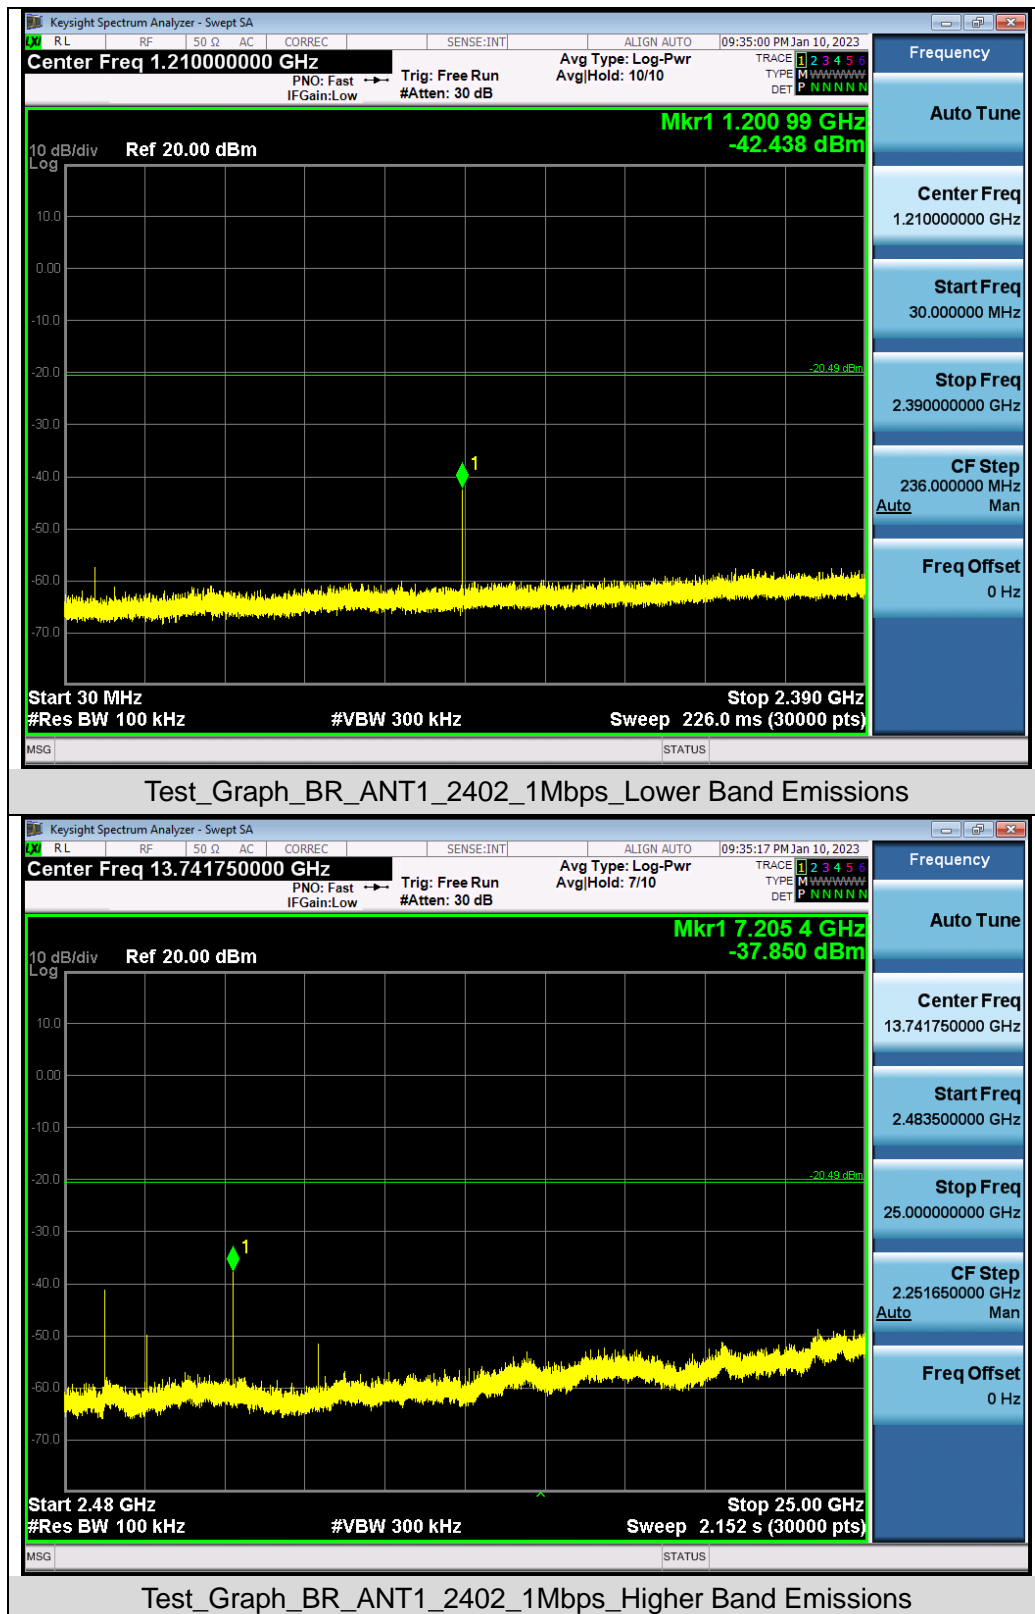 Keysight Spectrum Analyzer - Swept SA
LXI RL RF 50 Ω AC CORREC SENSE:INT ALIGN AUTO 09:35:00 PM Jan 10, 2023
Center Freq 1.210000000 GHz
PNO: Fast
IFGain:Low
Trig: Free Run
#Atten: 30 dB
Avg Type: Log-Pwr
Avg|Hold: 10/10
TRACE 1 2 3 4 5 6
TYPE M WWWWW
DET P N N N N N
Frequency
Mkr1 1.200 99 GHz
-42.438 dBm
10 dB/div Ref 20.00 dBm
Log
10.0
0.00
-10.0
-20.0
-20.49 dBm
-30.0
1
-40.0
-50.0
-60.0
-70.0
Start 30 MHz Stop 2.390 GHz
#Res BW 100 kHz #VBW 300 kHz Sweep 226.0 ms (30000 pts)
Auto Tune
Center Freq
1.210000000 GHz
Start Freq
30.000000 MHz
Stop Freq
2.390000000 GHz
CF Step
236.000000 MHz
Auto Man
Freq Offset
0 Hz
MSG STATUS
Test_Graph_BR_ANT1_2402_1Mbps_Lower Band Emissions
Keysight Spectrum Analyzer - Swept SA
LXI RL RF 50 Ω AC CORREC SENSE:INT ALIGN AUTO 09:35:17 PM Jan 10, 2023
Center Freq 13.741750000 GHz
PNO: Fast
IFGain:Low
Trig: Free Run
#Atten: 30 dB
Avg Type: Log-Pwr
Avg|Hold: 7/10
TRACE 1 2 3 4 5 6
TYPE M WWWWW
DET P N N N N N
Frequency
Mkr1 7.205 4 GHz
-37.850 dBm
10 dB/div Ref 20.00 dBm
Log
10.0
0.00
-10.0
-20.0
-20.49 dBm
-30.0
1
-40.0
-50.0
-60.0
-70.0
Start 2.48 GHz Stop 25.00 GHz
#Res BW 100 kHz #VBW 300 kHz Sweep 2.152 s (30000 pts)
Auto Tune
Center Freq
13.741750000 GHz
Start Freq
2.483500000 GHz
Stop Freq
25.000000000 GHz
CF Step
2.251650000 GHz
Auto Man
Freq Offset
0 Hz
MSG STATUS
Test_Graph_BR_ANT1_2402_1Mbps_Higher Band Emissions